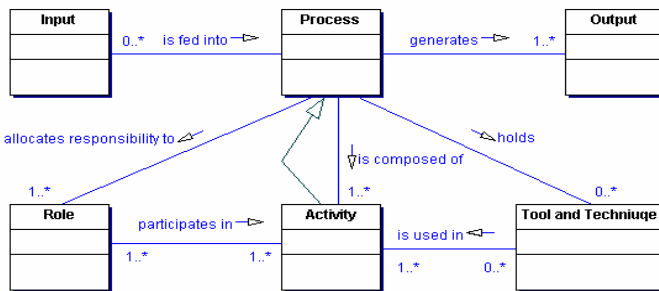 Input
Process
Output
0..* is fed into
generates 1..*
allocates responsibility to
holds
is composed of
1..*
1..*
0..*
Role
Activity
Tool and Techniuqe
participates in
is used in
1..*
1..*
1..*
0..*